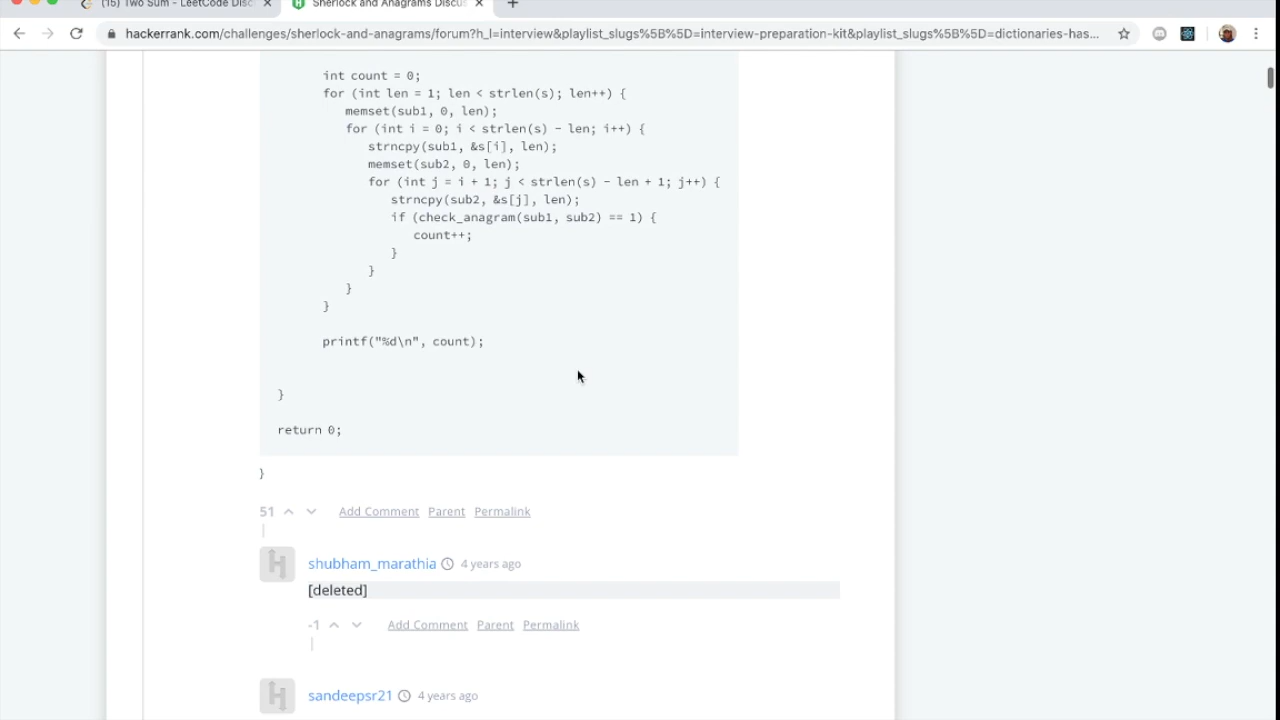 (15) Two Sum - LeetCode Disc
Sherlock and Anagrams Discus
hackerrank.com/challenges/sherlock-and-anagrams/forum?h_l=interview&playlist_slugs%5B%5D=interview-preparation-kit&playlist_slugs%5B%5D=dictionaries-has...
int count = 0;
for (int len = 1; len < strlen(s); len++) {
memset(sub1, 0, len);
for (int i = 0; i < strlen(s) - len; i++) {
strncpy(sub1, &s[i], len);
memset(sub2, 0, len);
for (int j = i + 1; j < strlen(s) - len + 1; j++) {
strncpy(sub2, &s[j], len);
if (check_anagram(sub1, sub2) == 1) {
count++;
}
}
}
}
printf("%d\n", count);
}
return 0;
}
51 Add Comment Parent Permalink
shubham_marathia 4 years ago
[deleted]
-1 Add Comment Parent Permalink
sandeepsr21 4 years ago